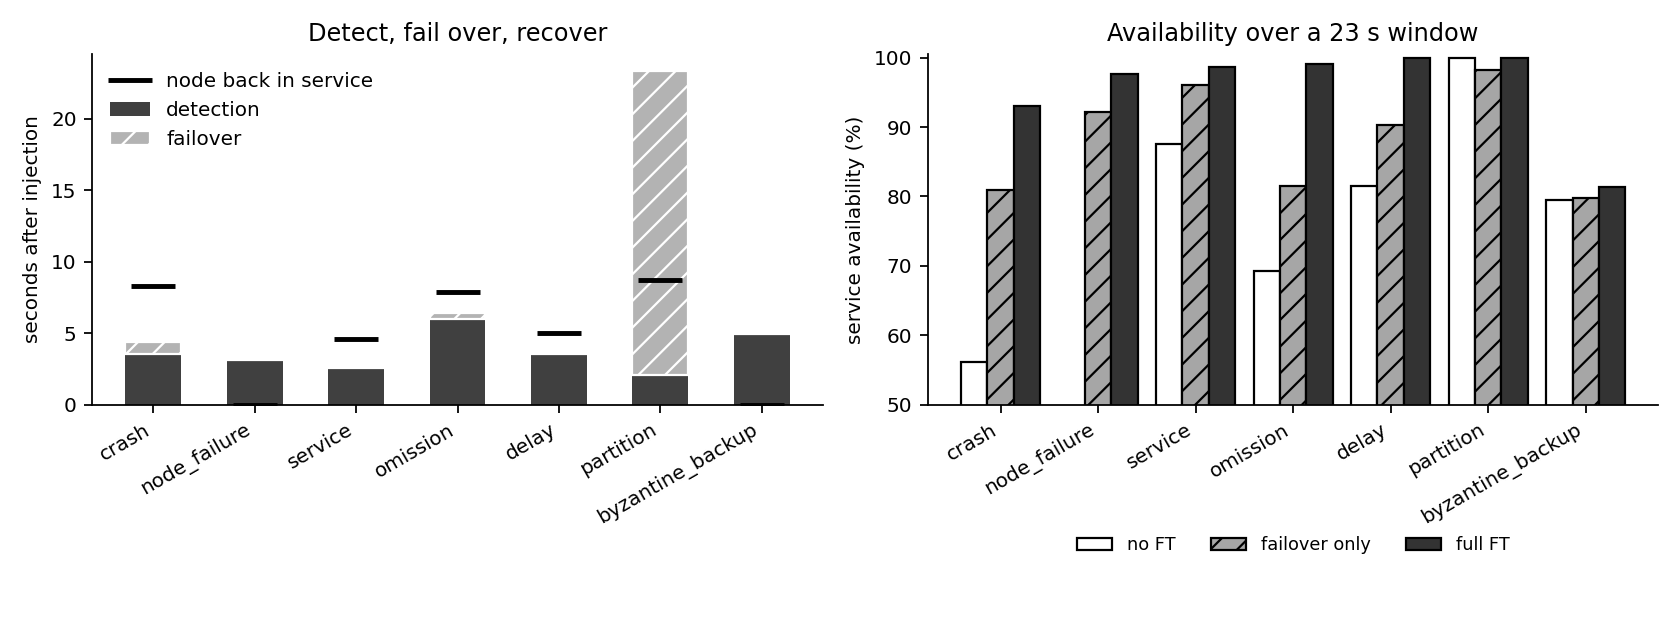 Detect, fail over, recover
node back in service
detection
failover
seconds after injection
20
15
10
5
0
crash
node_failure
service
omission
delay
partition
byzantine_backup
Availability over a 23 s window
service availability (%)
100
90
80
70
60
50
crash
node_failure
service
omission
delay
partition
byzantine_backup
no FT
failover only
full FT